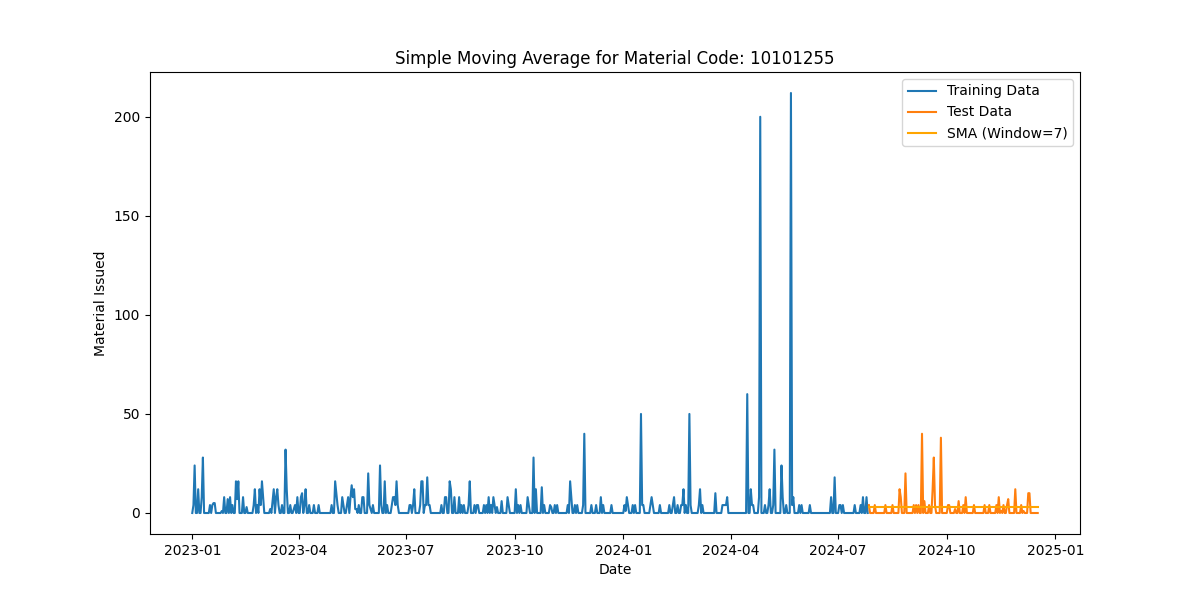 Simple Moving Average for Material Code: 10101255
Training Data
Test Data
SMA (Window=7)
Material Issued
200
150
100
50
0
2023-01
2023-04
2023-07
2023-10
2024-01
2024-04
2024-07
2024-10
2025-01
Date